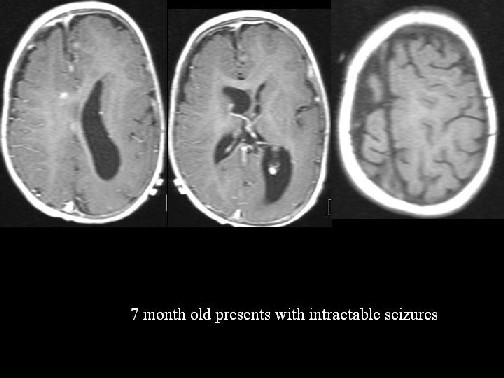 7 month old presents with intractable seizures